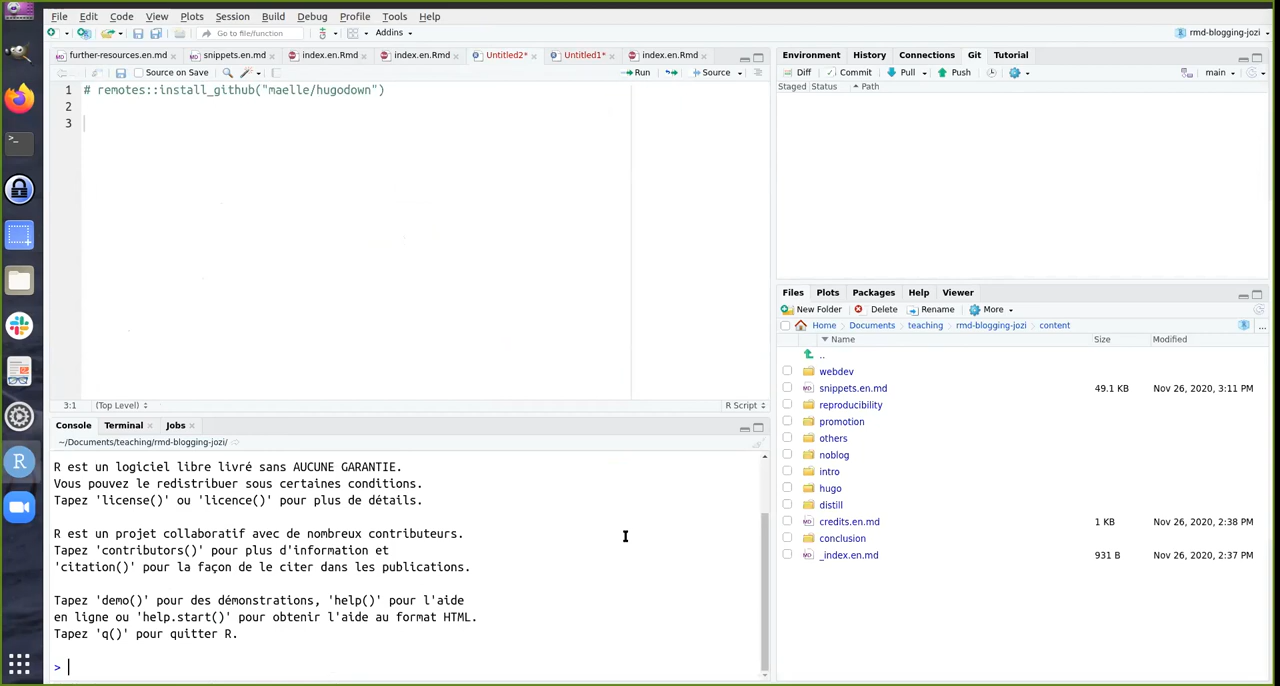 File Edit Code View Plots Session Build Debug Profile Tools Help
Go to file/function Addins rmd-blogging-jozi
further-resources.en.md snippets.en.md index.en.Rmd index.en.Rmd Untitled2* Untitled1* index.en.Rmd
Source on Save Run Source
1 # remotes::install_github("maelle/hugodown")
2
3
3:1 (Top Level) R Script
Console Terminal Jobs
~/Documents/teaching/rmd-blogging-jozi/
R est un logiciel libre livré sans AUCUNE GARANTIE.
Vous pouvez le redistribuer sous certaines conditions.
Tapez 'license()' ou 'licence()' pour plus de détails.
R est un projet collaboratif avec de nombreux contributeurs.
Tapez 'contributors()' pour plus d'information et
'citation()' pour la façon de le citer dans les publications.
Tapez 'demo()' pour des démonstrations, 'help()' pour l'aide
en ligne ou 'help.start()' pour obtenir l'aide au format HTML.
Tapez 'q()' pour quitter R.
>
Environment History Connections Git Tutorial
Diff Commit Pull Push main
Staged Status Path
Files Plots Packages Help Viewer
New Folder Delete Rename More
Home Documents teaching rmd-blogging-jozi content ...
Name Size Modified
..
webdev
snippets.en.md 49.1 KB Nov 26, 2020, 3:11 PM
reproducibility
promotion
others
noblog
intro
hugo
distill
credits.en.md 1 KB Nov 26, 2020, 2:38 PM
conclusion
_index.en.md 931 B Nov 26, 2020, 2:37 PM